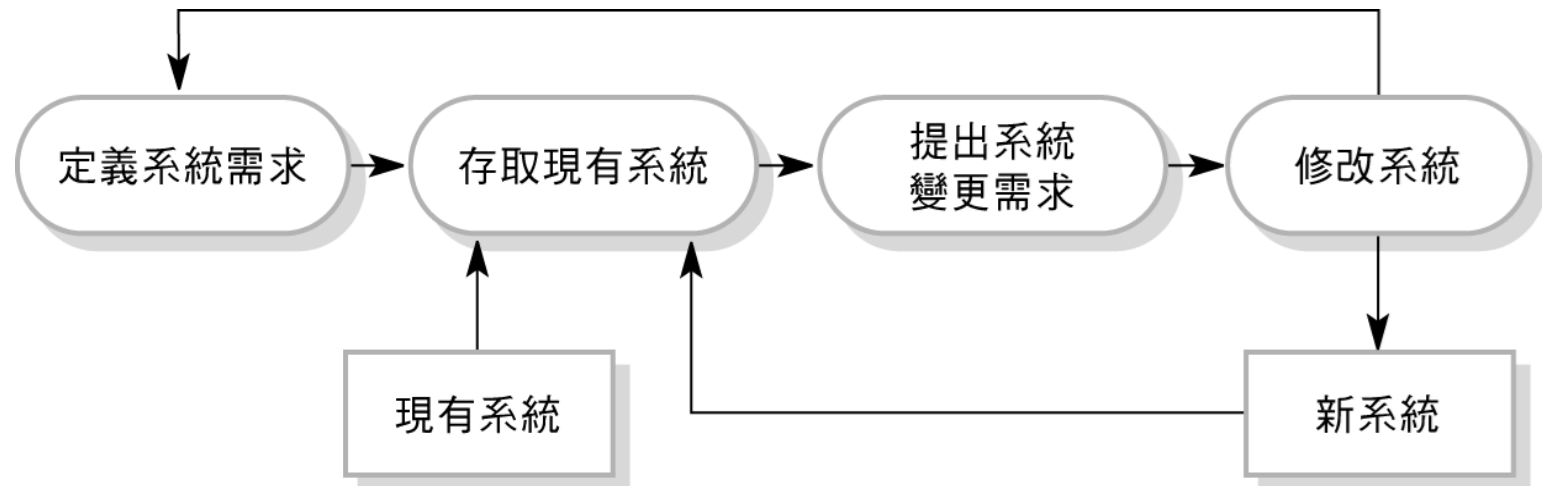 定義系統需求
存取現有系統
提出系統
變更需求
修改系統
現有系統
新系統